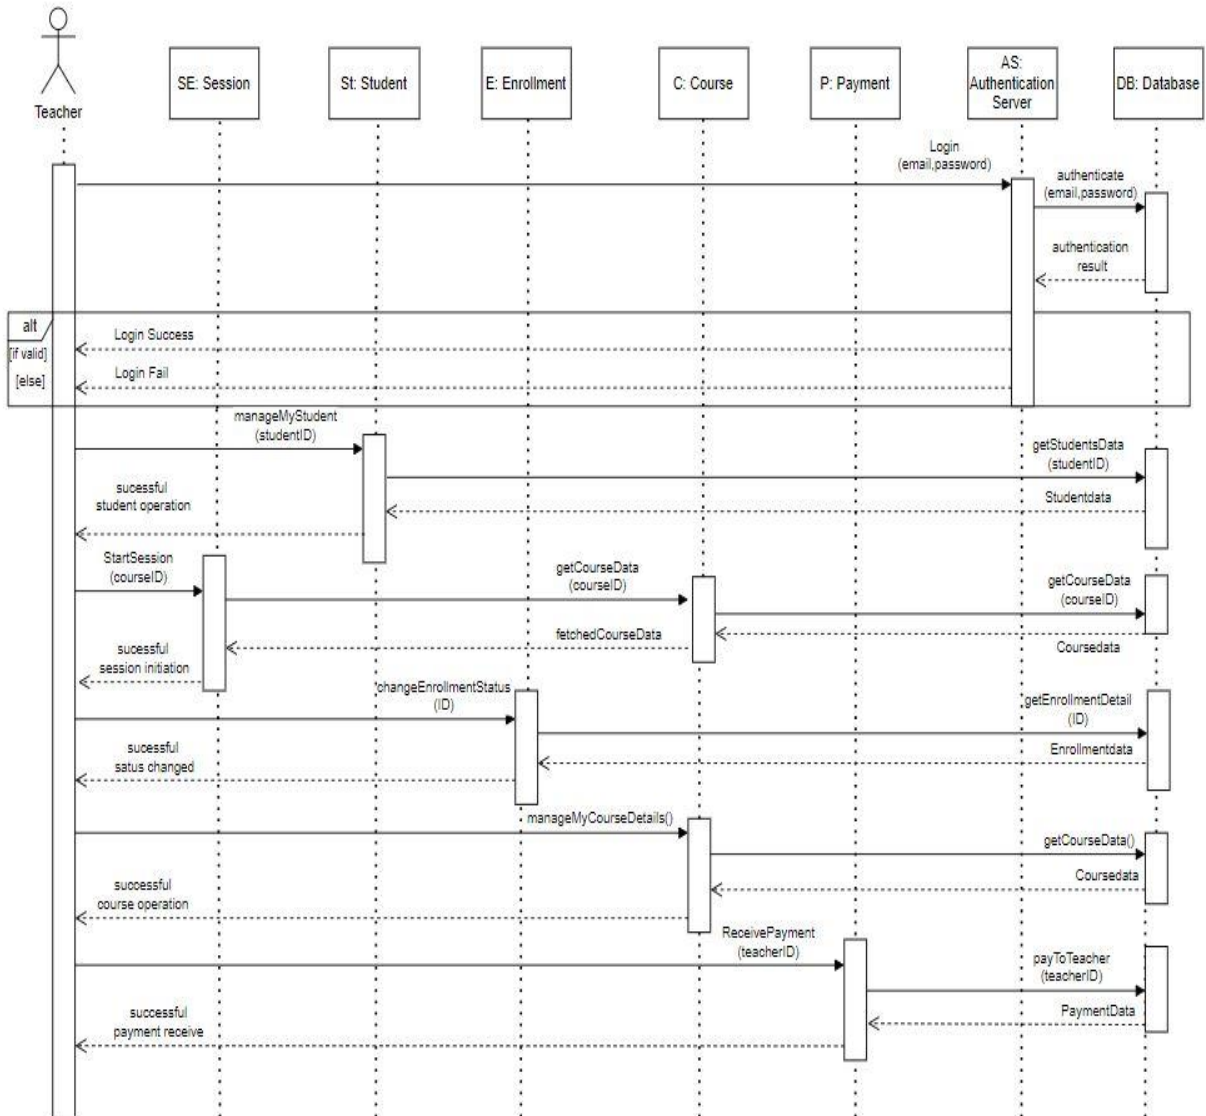 Teacher
SE: Session
St: Student
E: Enrollment
C: Course
P: Payment
AS:
Authentication
Server
DB: Database
Login
(email,password)
authenticate
(email,password)
authentication
result
alt
[if valid]
Login Success
[else]
Login Fail
manageMyStudent
(studentID)
getStudentsData
(studentID)
Studentdata
sucessful
student operation
StartSession
(courseID)
getCourseData
(courseID)
getCourseData
(courseID)
Coursedata
fetchedCourseData
sucessful
session initiation
changeEnrollmentStatus
(ID)
getEnrollmentDetail
(ID)
Enrollmentdata
sucessful
satus changed
manageMyCourseDetails()
getCourseData()
Coursedata
successful
course operation
ReceivePayment
(teacherID)
payToTeacher
(teacherID)
PaymentData
successful
payment receive